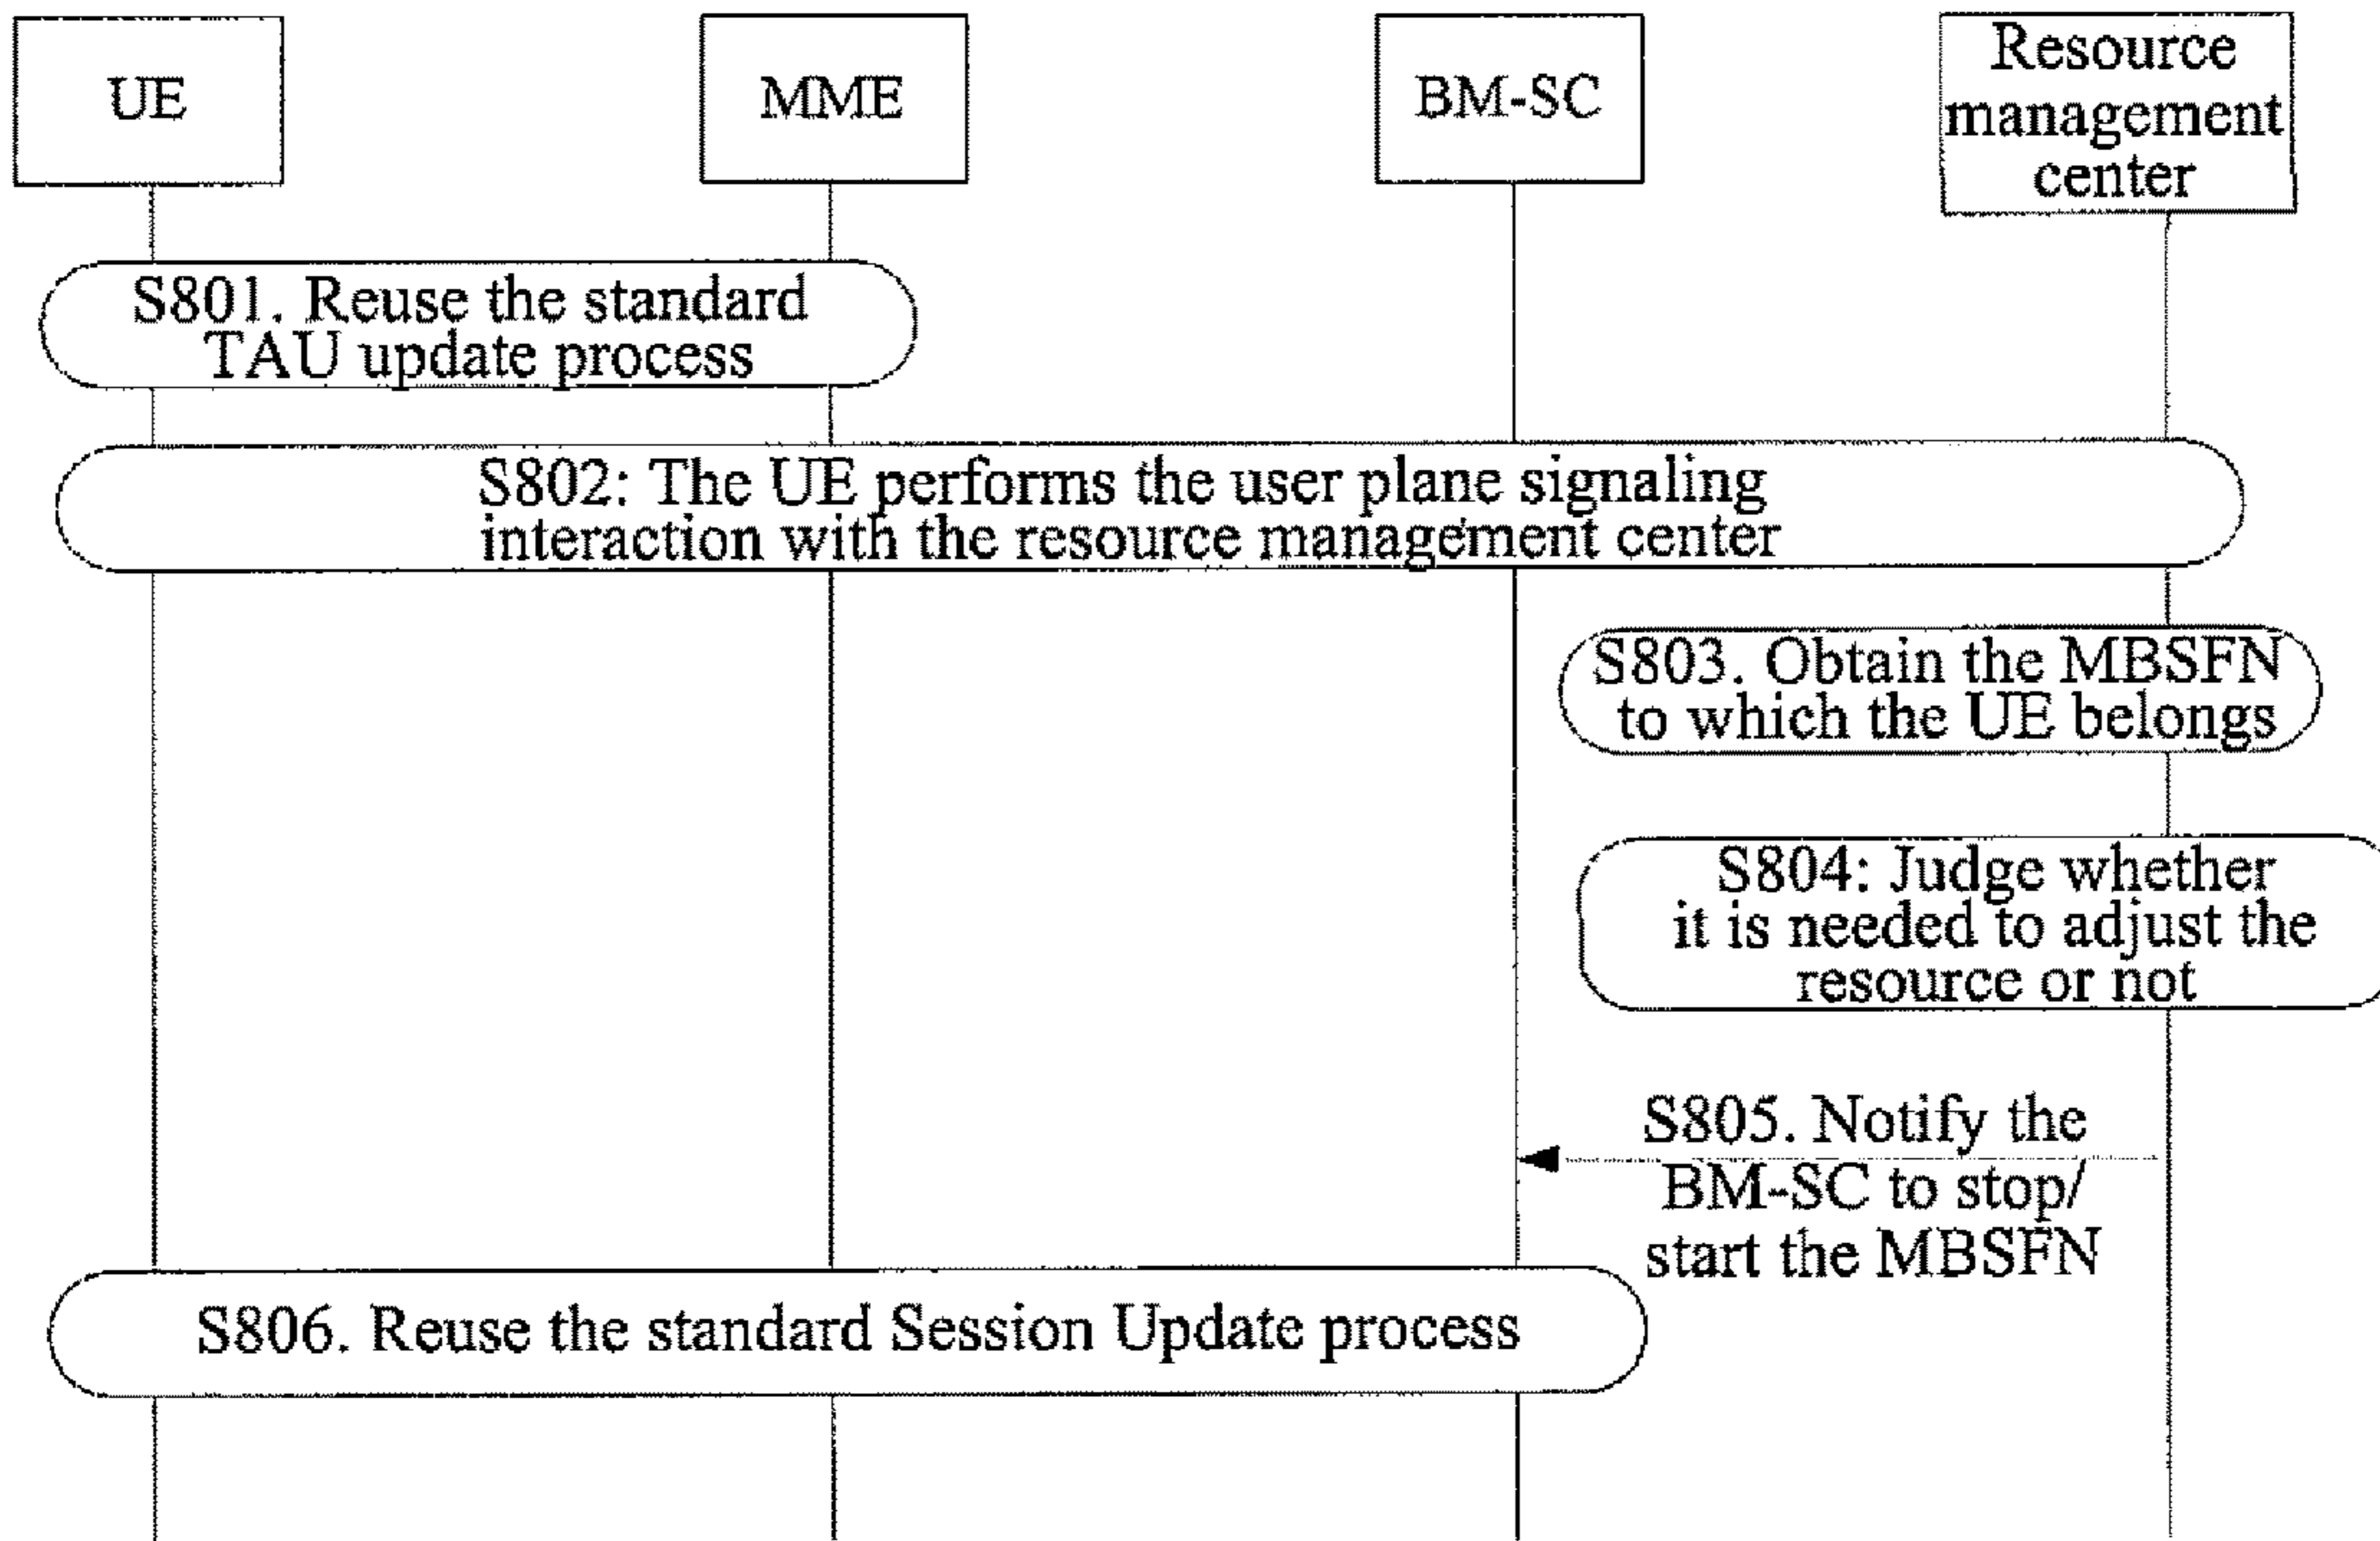 UE
MME
BM-SC
Resource
management
center
S801. Reuse the standard
TAU update process
S802: The UE performs the user plane signaling
interaction with the resource management center
S803. Obtain the MBSFN
to which the UE belongs
S804: Judge whether
it is needed to adjust the
resource or not
S805. Notify the
BM-SC to stop/
start the MBSFN
S806. Reuse the standard Session Update process